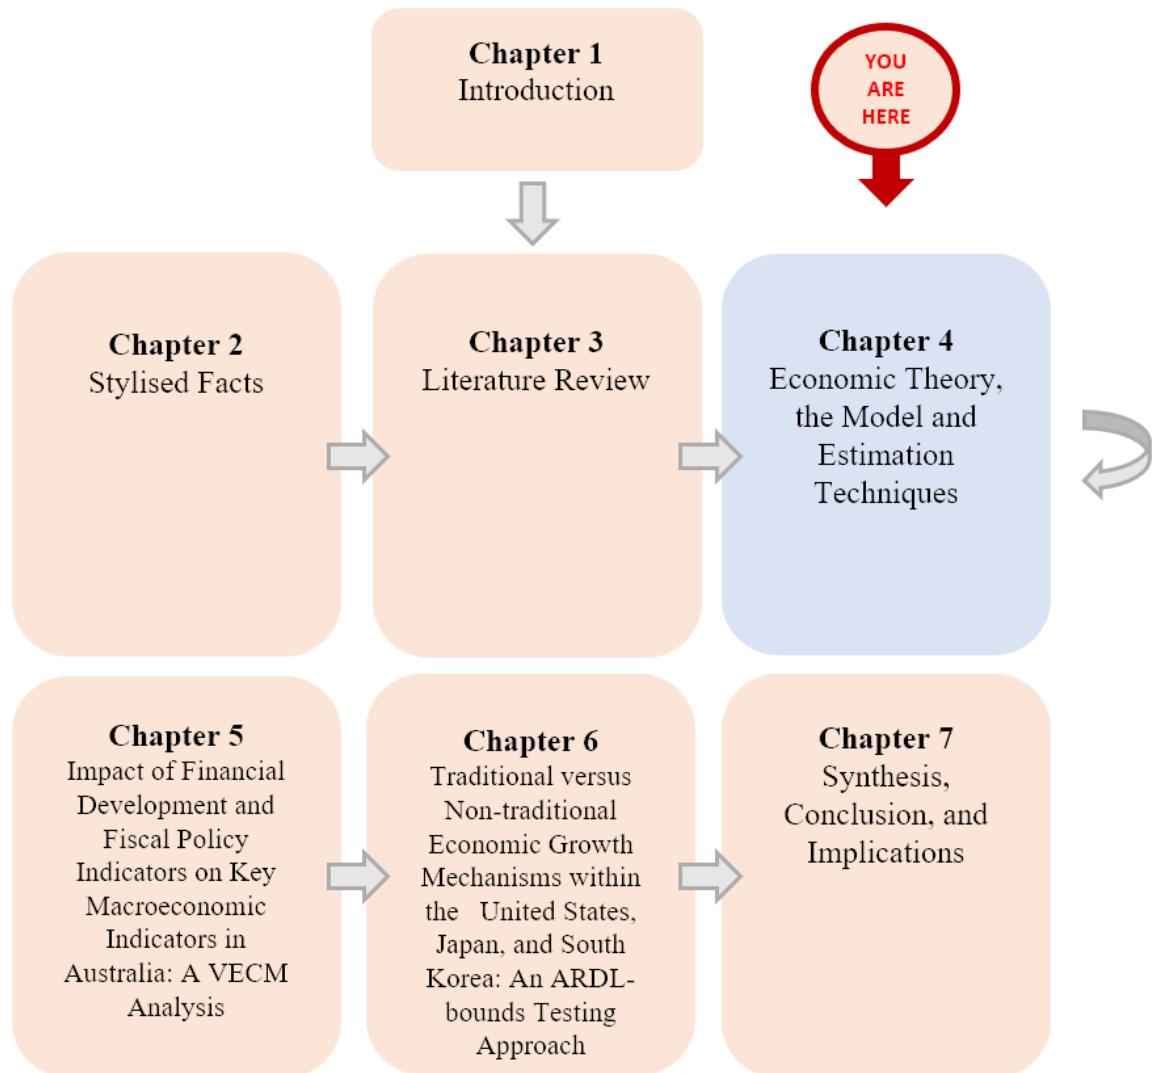 Chapter 1
Introduction
YOU
ARE
HERE
Chapter 2
Stylised Facts
Chapter 3
Literature Review
Chapter 4
Economic Theory,
the Model and
Estimation
Techniques
Chapter 5
Impact of Financial
Development and
Fiscal Policy
Indicators on Key
Macroeconomic
Indicators in
Australia: A VECM
Analysis
Chapter 6
Traditional versus
Non-traditional
Economic Growth
Mechanisms within
the United States,
Japan, and South
Korea: An ARDL-
bounds Testing
Approach
Chapter 7
Synthesis,
Conclusion, and
Implications